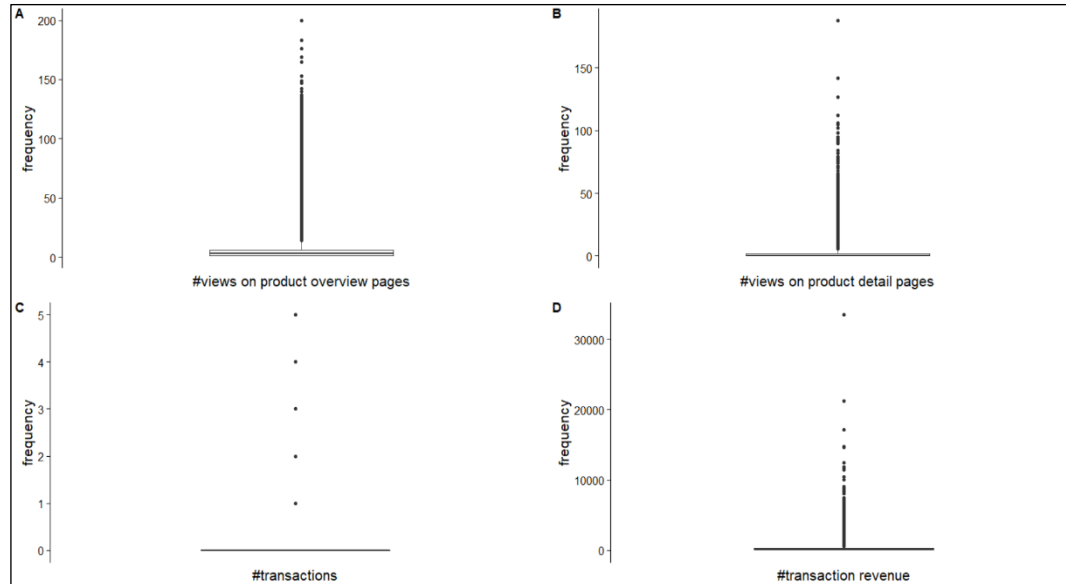 A
200
150
100
50
0
frequency
#views on product overview pages
B
150
100
50
0
frequency
#views on product detail pages
C
5
4
3
2
1
0
frequency
#transactions
D
30000
20000
10000
0
frequency
#transaction revenue